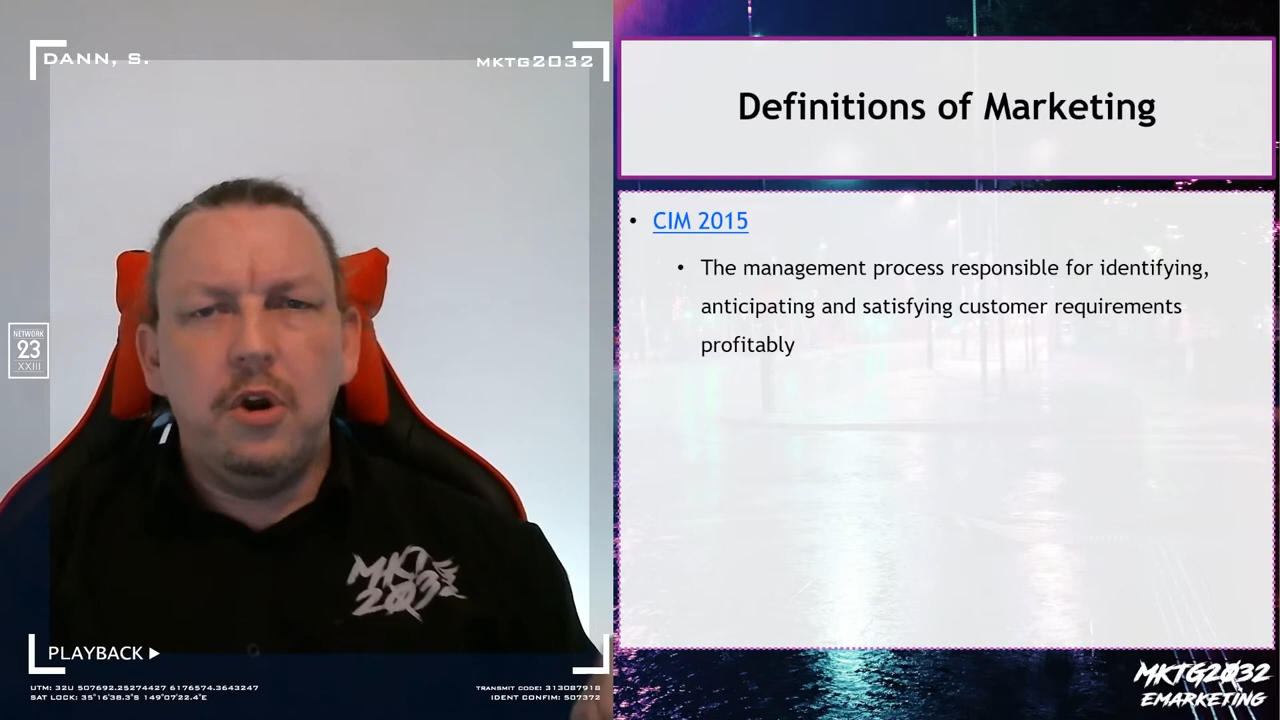 DANN, S.
MKTG2032
NETWORK
23
XXIII
MKT
2032
PLAYBACK
UTM: 32U 507692.25274427 6176574.3643247
SAT LOCK: 35°16'38.3"S 149°07'22.4"E
TRANSMIT CODE: 313087918
IDENT CONFIM: 507372
Definitions of Marketing
• CIM 2015
• The management process responsible for identifying,
anticipating and satisfying customer requirements
profitably
MKTG2032
EMARKETING